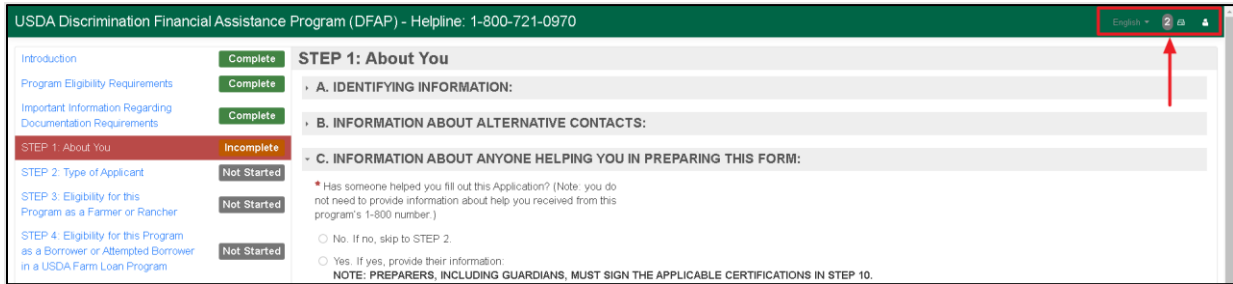 USDA Discrimination Financial Assistance Program (DFAP) - Helpline: 1-800-721-0970
English
2
Introduction
Complete
Program Eligibility Requirements
Complete
Important Information Regarding
Documentation Requirements
Complete
STEP 1: About You
Incomplete
STEP 2: Type of Applicant
Not Started
STEP 3: Eligibility for this
Program as a Farmer or Rancher
Not Started
STEP 4: Eligibility for this Program
as a Borrower or Attempted Borrower
in a USDA Farm Loan Program
Not Started
STEP 1: About You
A. IDENTIFYING INFORMATION:
B. INFORMATION ABOUT ALTERNATIVE CONTACTS:
C. INFORMATION ABOUT ANYONE HELPING YOU IN PREPARING THIS FORM:
* Has someone helped you fill out this Application? (Note: you do
not need to provide information about help you received from this
program's 1-800 number.)
No. If no, skip to STEP 2.
Yes. If yes, provide their information:
NOTE: PREPARERS, INCLUDING GUARDIANS, MUST SIGN THE APPLICABLE CERTIFICATIONS IN STEP 10.